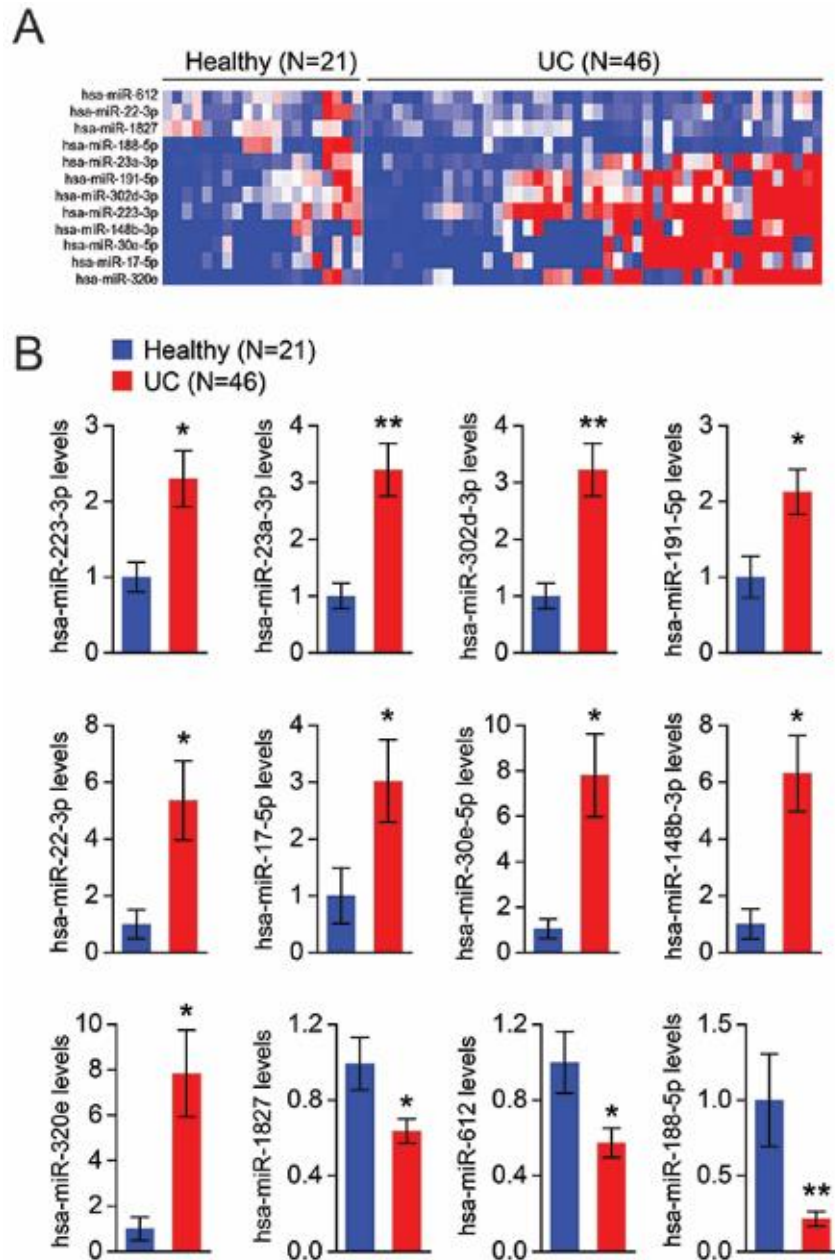 A
Healthy (N=21) UC (N=46)
hsa-miR-612
hsa-miR-22-3p
hsa-miR-1827
hsa-miR-188-5p
hsa-miR-23a-3p
hsa-miR-191-5p
hsa-miR-302d-3p
hsa-miR-223-3p
hsa-miR-148b-3p
hsa-miR-30e-5p
hsa-miR-17-5p
hsa-miR-320e
B
Healthy (N=21)
UC (N=46)
hsa-miR-223-3p levels
3
2
1
0
*
hsa-miR-23a-3p levels
4
3
2
1
0
**
hsa-miR-302d-3p levels
4
3
2
1
0
**
hsa-miR-191-5p levels
3
2
1
0
*
hsa-miR-22-3p levels
8
6
4
2
0
*
hsa-miR-17-5p levels
4
3
2
1
0
*
hsa-miR-30e-5p levels
10
8
6
4
2
0
*
hsa-miR-148b-3p levels
8
6
4
2
0
*
hsa-miR-320e levels
10
8
6
4
2
0
*
hsa-miR-1827 levels
1.2
0.8
0.4
0.0
*
hsa-miR-612 levels
1.2
0.8
0.4
0.0
*
hsa-miR-188-5p levels
1.5
1.0
0.5
0.0
**